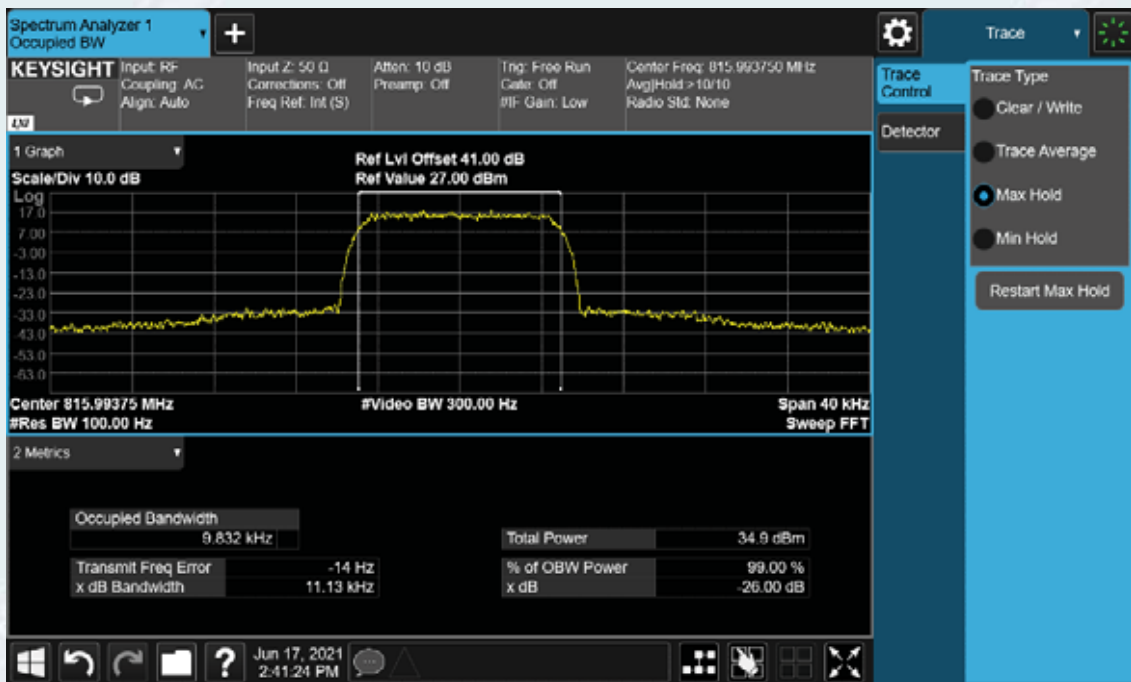 Spectrum Analyzer 1
Occupied BW
Trace
KEYSIGHT
Input: RF
Coupling: AC
Align: Auto
Input Z: 50 Ω
Corrections: Off
Freq Ref: Int (S)
Atten: 10 dB
Preamp: Off
Trig: Free Run
Gate: Off
#IF Gain: Low
Center Freq: 815.993750 MHz
Avg|Hold:>10/10
Radio Std: None
LXI
Trace
Control
Detector
Trace Type
Clear / Write
Trace Average
Max Hold
Min Hold
Restart Max Hold
1 Graph
Scale/Div 10.0 dB
Ref Lvl Offset 41.00 dB
Ref Value 27.00 dBm
Log
17.0
7.00
-3.00
-13.0
-23.0
-33.0
-43.0
-53.0
-63.0
Center 815.99375 MHz
#Res BW 100.00 Hz
#Video BW 300.00 Hz
Span 40 kHz
Sweep FFT
2 Metrics
Occupied Bandwidth
9.832 kHz
Total Power 34.9 dBm
Transmit Freq Error -14 Hz
% of OBW Power 99.00 %
x dB Bandwidth 11.13 kHz
x dB -26.00 dB
?
Jun 17, 2021
2:41:24 PM